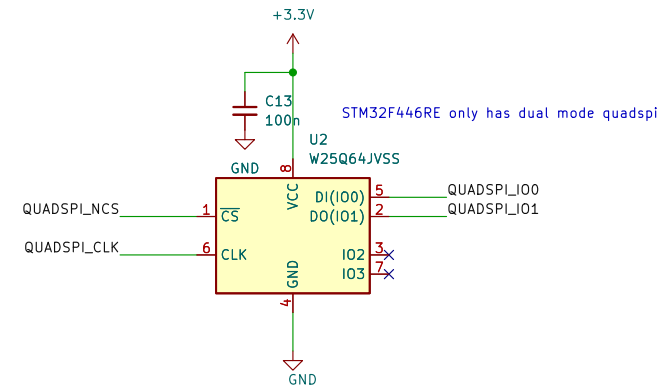 +3.3V
C13
100n
STM32F446RE only has dual mode quadspi
U2
W25Q64JVSS
GND
8
VCC
QUADSPI_NCS
1
CS
DI(IO0)
5
QUADSPI_IO0
DO(IO1)
2
QUADSPI_IO1
QUADSPI_CLK
6
CLK
IO2
3
IO3
7
GND
4
GND